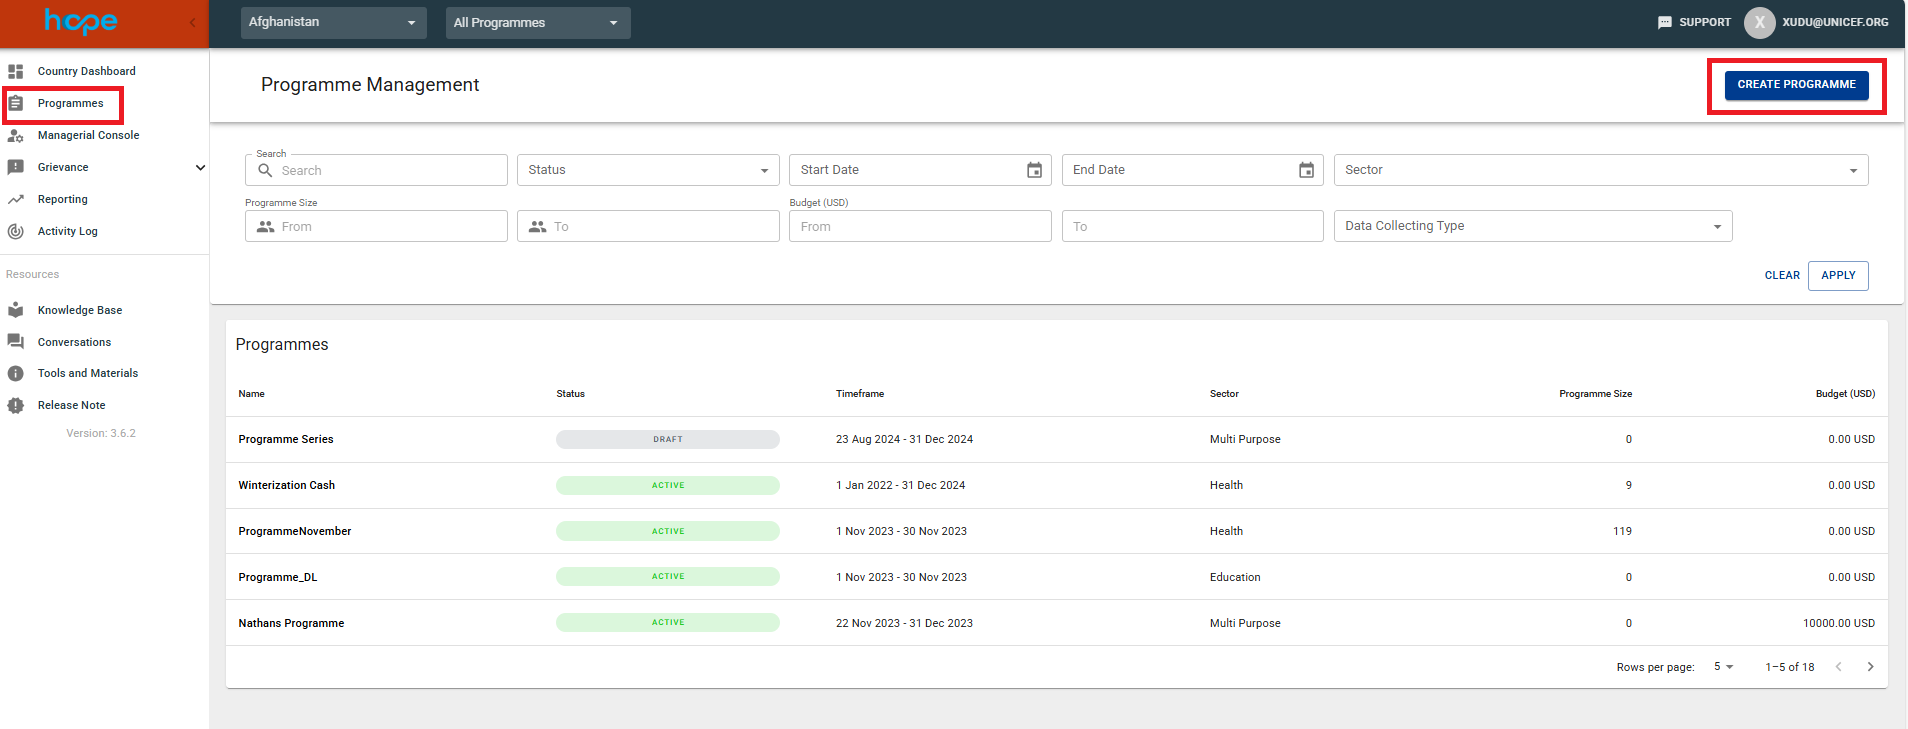 hope
Afghanistan
All Programmes
SUPPORT
X
XUDU@UNICEF.ORG
Country Dashboard
Programmes
Managerial Console
Grievance
Reporting
Activity Log
Resources
Knowledge Base
Conversations
Tools and Materials
Release Note
Version: 3.6.2
Programme Management
CREATE PROGRAMME
Search
Search
Status
Start Date
End Date
Sector
Programme Size
From
To
Budget (USD)
From
To
Data Collecting Type
CLEAR
APPLY
Programmes
Name Status Timeframe Sector Programme Size Budget (USD)
Programme Series DRAFT 23 Aug 2024 - 31 Dec 2024 Multi Purpose 0 0.00 USD
Winterization Cash ACTIVE 1 Jan 2022 - 31 Dec 2024 Health 9 0.00 USD
ProgrammeNovember ACTIVE 1 Nov 2023 - 30 Nov 2023 Health 119 0.00 USD
Programme_DL ACTIVE 1 Nov 2023 - 30 Nov 2023 Education 0 0.00 USD
Nathans Programme ACTIVE 22 Nov 2023 - 31 Dec 2023 Multi Purpose 0 10000.00 USD
Rows per page: 5 1–5 of 18